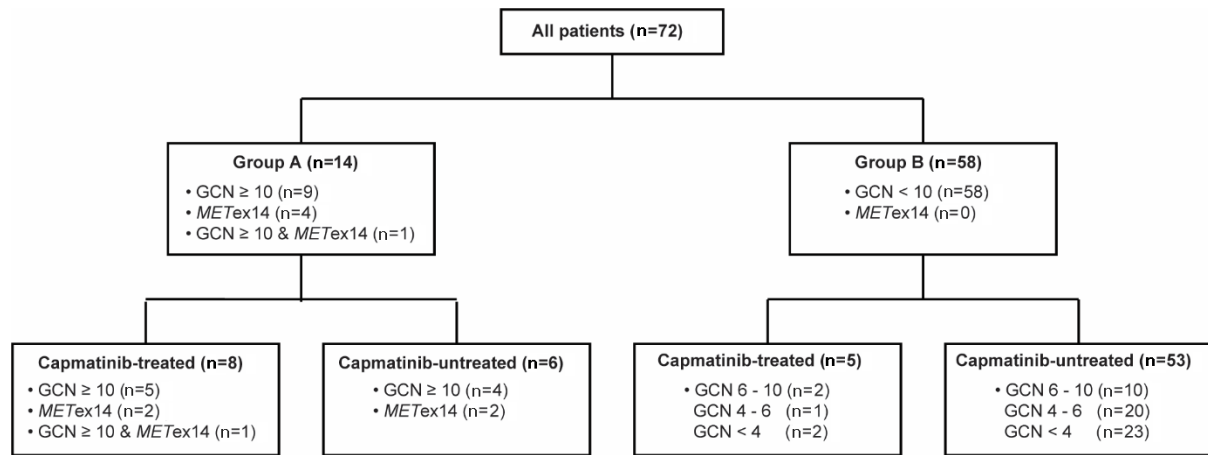 All patients (n=72)
Group A (n=14)
• GCN ≥ 10 (n=9)
• METex14 (n=4)
• GCN ≥ 10 & METex14 (n=1)
Group B (n=58)
• GCN < 10 (n=58)
• METex14 (n=0)
Capmatinib-treated (n=8)
• GCN ≥ 10 (n=5)
• METex14 (n=2)
• GCN ≥ 10 & METex14 (n=1)
Capmatinib-untreated (n=6)
• GCN ≥ 10 (n=4)
• METex14 (n=2)
Capmatinib-treated (n=5)
• GCN 6 - 10 (n=2)
GCN 4 - 6 (n=1)
GCN < 4 (n=2)
Capmatinib-untreated (n=53)
• GCN 6 - 10 (n=10)
GCN 4 - 6 (n=20)
GCN < 4 (n=23)